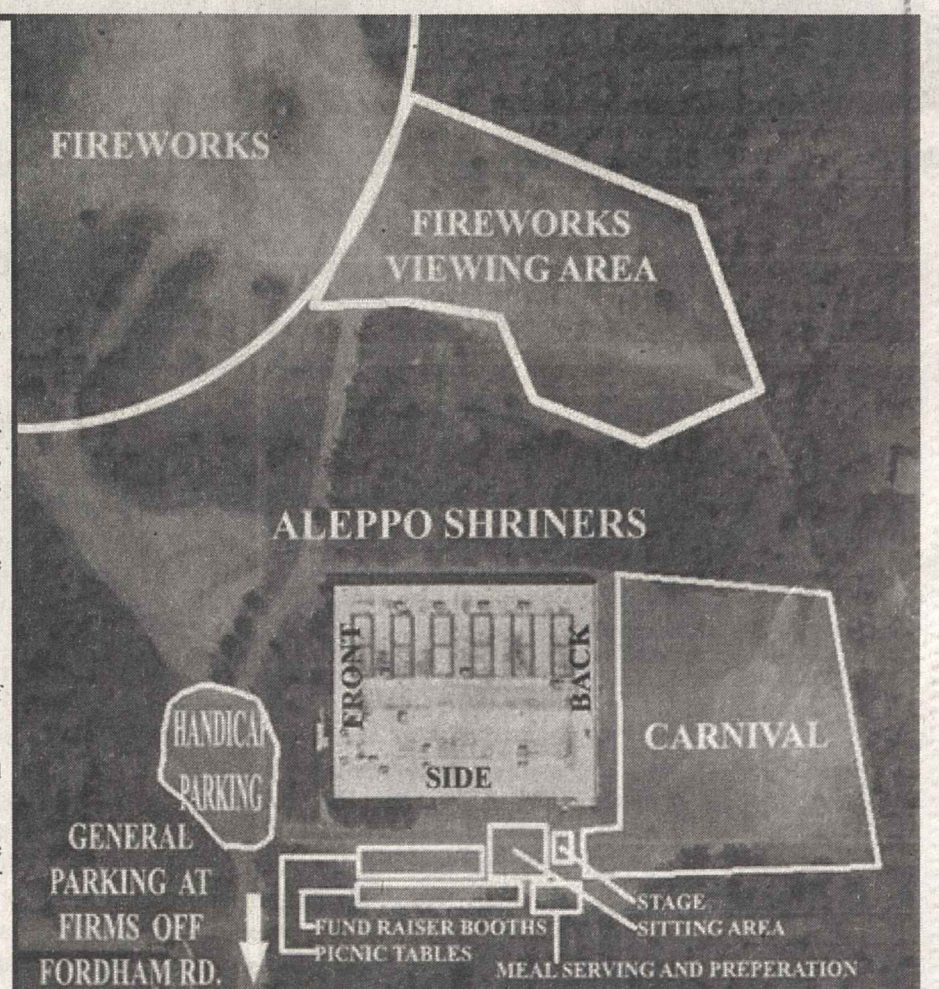 FIREWORKS
FIREWORKS
VIEWING AREA
ALEPPO SHRINERS
FRONT
BACK
SIDE
HANDICAP
PARKING
CARNIVAL
GENERAL
PARKING AT
FIRMS OFF
FORDHAM RD.
STAGE
SITTING AREA
FUND RAISER BOOTHS
PICNIC TABLES
MEAL SERVING AND PREPERATION